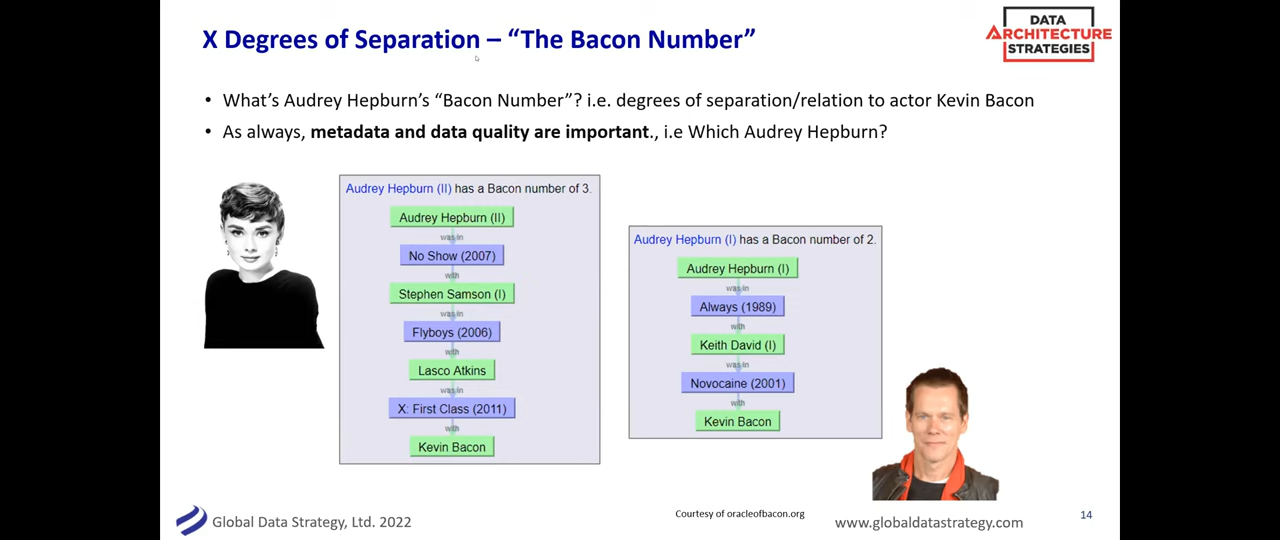 X Degrees of Separation – “The Bacon Number”
DATA
ARCHITECTURE
STRATEGIES
• What’s Audrey Hepburn’s “Bacon Number”? i.e. degrees of separation/relation to actor Kevin Bacon
• As always, metadata and data quality are important., i.e Which Audrey Hepburn?
Audrey Hepburn (II) has a Bacon number of 3.
Audrey Hepburn (II)
was in
No Show (2007)
with
Stephen Samson (I)
was in
Flyboys (2006)
with
Lasco Atkins
was in
X: First Class (2011)
with
Kevin Bacon
Audrey Hepburn (I) has a Bacon number of 2.
Audrey Hepburn (I)
was in
Always (1989)
with
Keith David (I)
was in
Novocaine (2001)
with
Kevin Bacon
Global Data Strategy, Ltd. 2022
Courtesy of oracleofbacon.org
www.globaldatastrategy.com
14